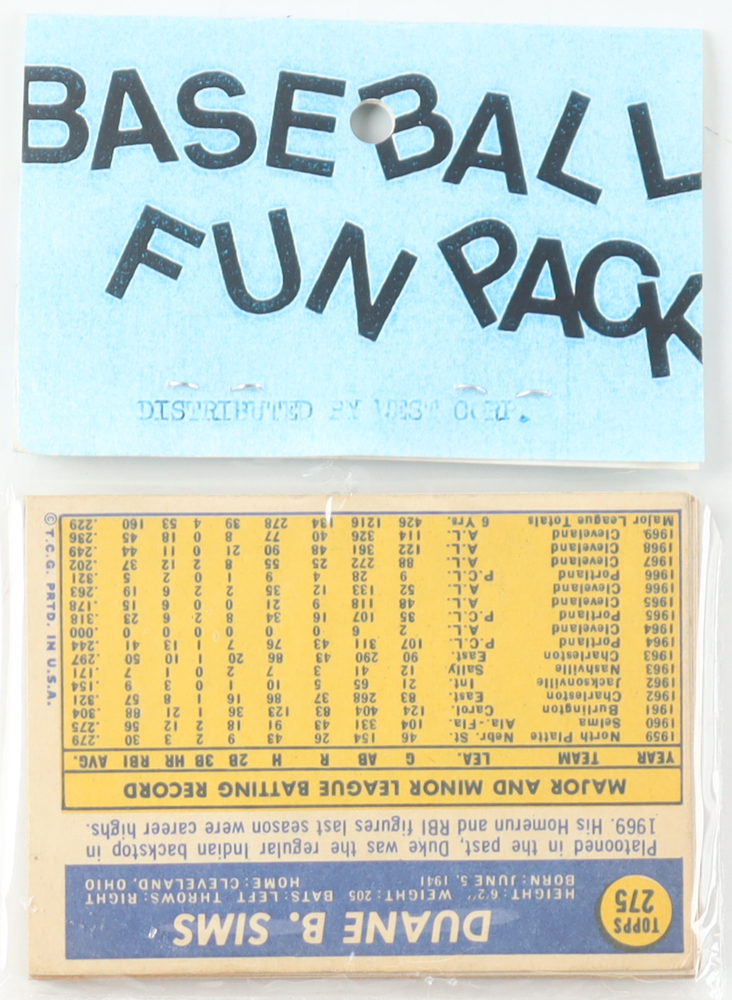 BASEBALL
FUN PACK
DISTRIBUTED BY WEST CORP.
TOPPS
275
DUANE B. SIMS
HEIGHT: 6'2" WEIGHT: 205 BATS: LEFT THROWS: RIGHT
BORN: JUNE 5, 1941 HOME: CLEVELAND, OHIO
Platooned in the past, Duke was the regular Indian backstop in
1969. His Homerun and RBI figures last season were career highs.
MAJOR AND MINOR LEAGUE BATTING RECORD
YEAR TEAM LEA. G AB R H 2B 3B HR RBI AVG.
1959 North Platte Nebr. St. 46 154 26 43 9 2 3 30 .279
1960 Selma Ala.-Fla. 104 331 43 91 18 2 12 56 .275
1961 Burlington Carol. 124 404 83 123 36 1 21 88 .304
1962 Charleston East. 83 268 37 86 16 1 8 57 .321
1962 Jacksonville Int. 21 65 5 10 1 0 3 9 .154
1963 Nashville Sally 12 41 3 7 2 0 1 7 .171
1963 Charleston East. 90 290 43 86 20 1 10 50 .297
1964 Portland P.C.L. 107 311 43 76 7 1 13 41 .244
1964 Cleveland A.L. 2 6 0 0 0 0 0 0 .000
1965 Portland P.C.L. 35 107 16 34 8 2 6 23 .318
1965 Cleveland A.L. 48 118 9 21 0 0 6 15 .178
1966 Cleveland A.L. 52 133 12 35 2 2 6 19 .263
1966 Portland P.C.L. 9 28 4 9 1 0 2 5 .321
1967 Cleveland A.L. 88 272 25 55 8 2 12 37 .202
1968 Cleveland A.L. 122 361 48 90 21 0 11 44 .249
1969 Cleveland A.L. 114 326 40 77 8 0 18 45 .236
Major League Totals 6 Yrs. 426 1216 134 278 39 4 53 160 .229
© T.C.G. PRTD. IN U.S.A.